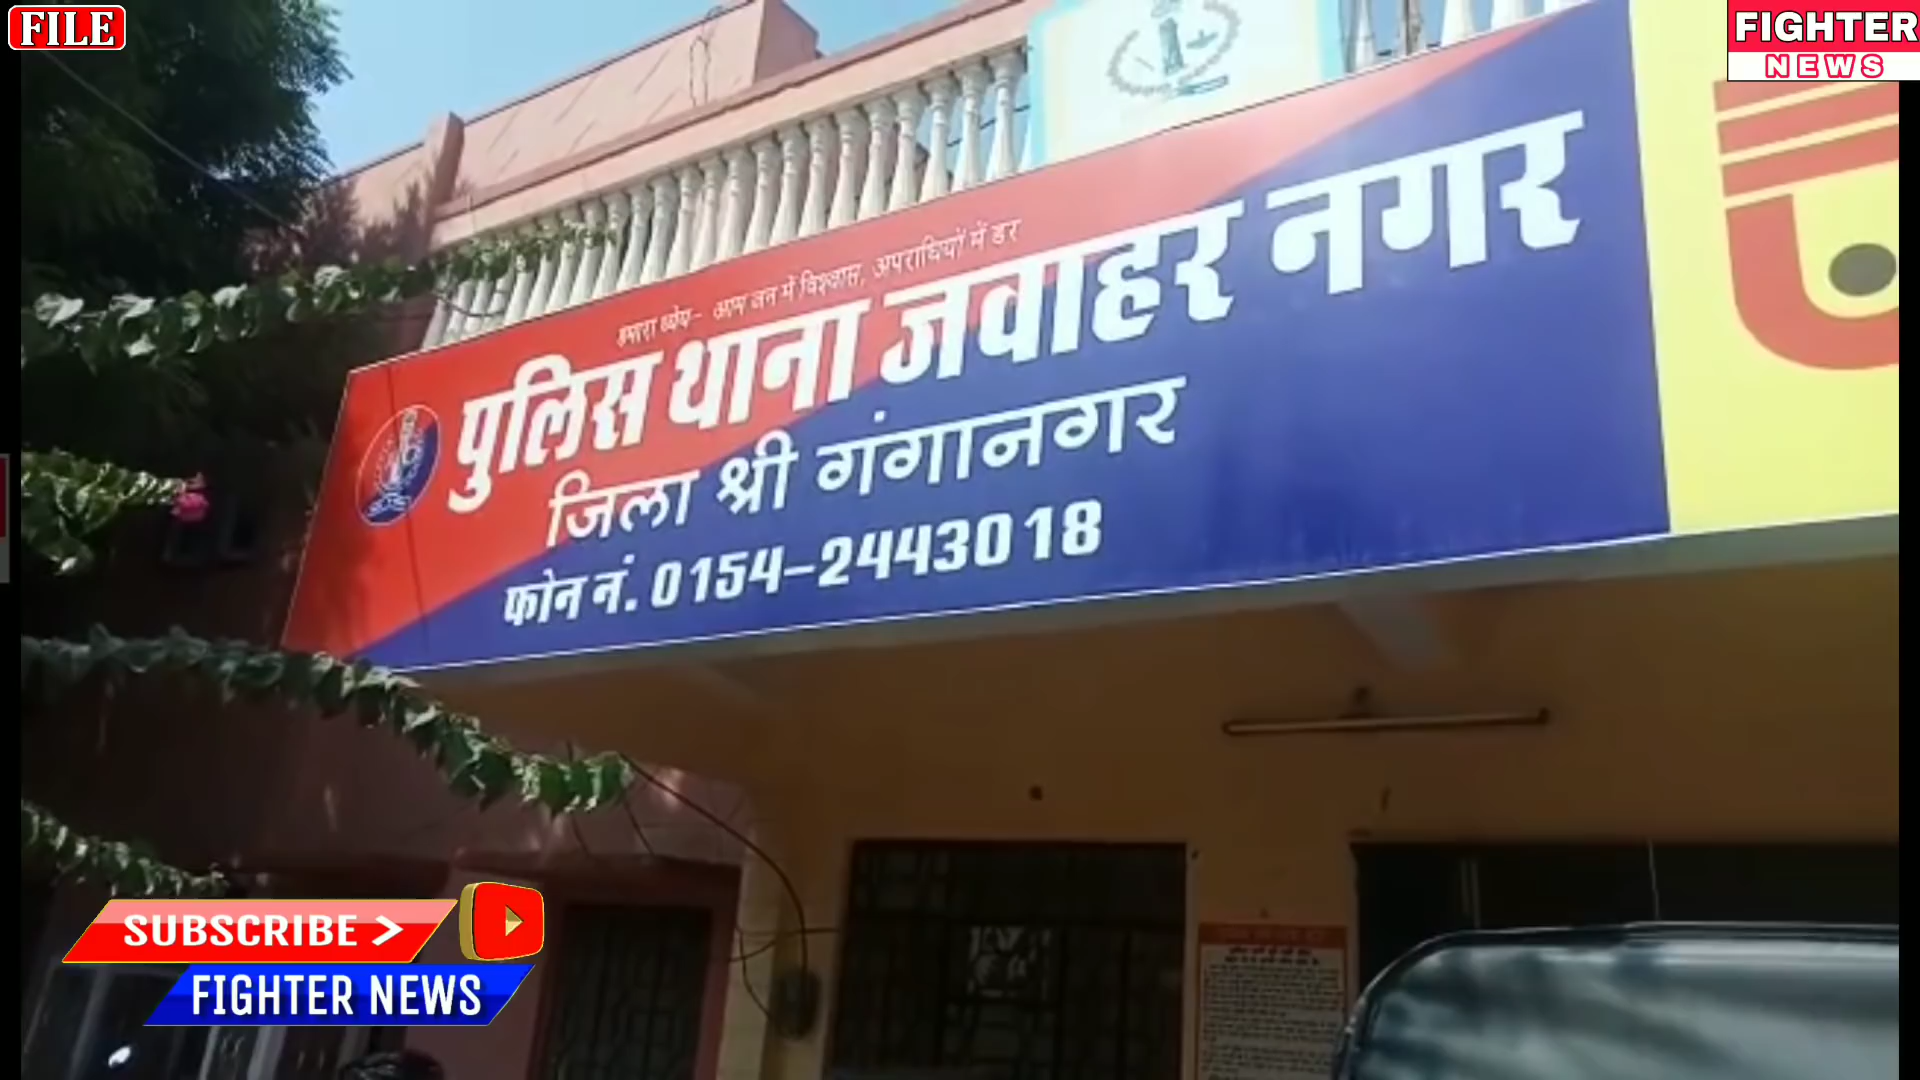 FILE
FIGHTER
NEWS
हमारा ध्येय- आम जन में विश्वास, अपराधियों में डर
पुलिस थाना जवाहर नगर
जिला श्री गंगानगर
फोन नं. 0154-2443018
SUBSCRIBE >
FIGHTER NEWS